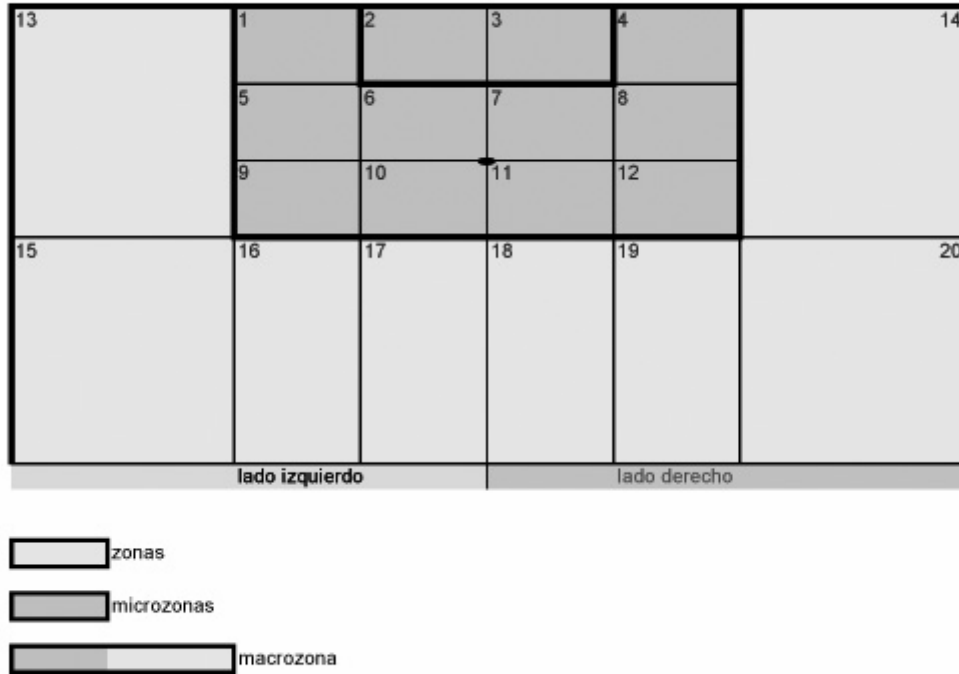 13 1 2 3 4 14
5 6 7 8
9 10 11 12
15 16 17 18 19 20
lado izquierdo lado derecho
zonas
microzonas
macrozona